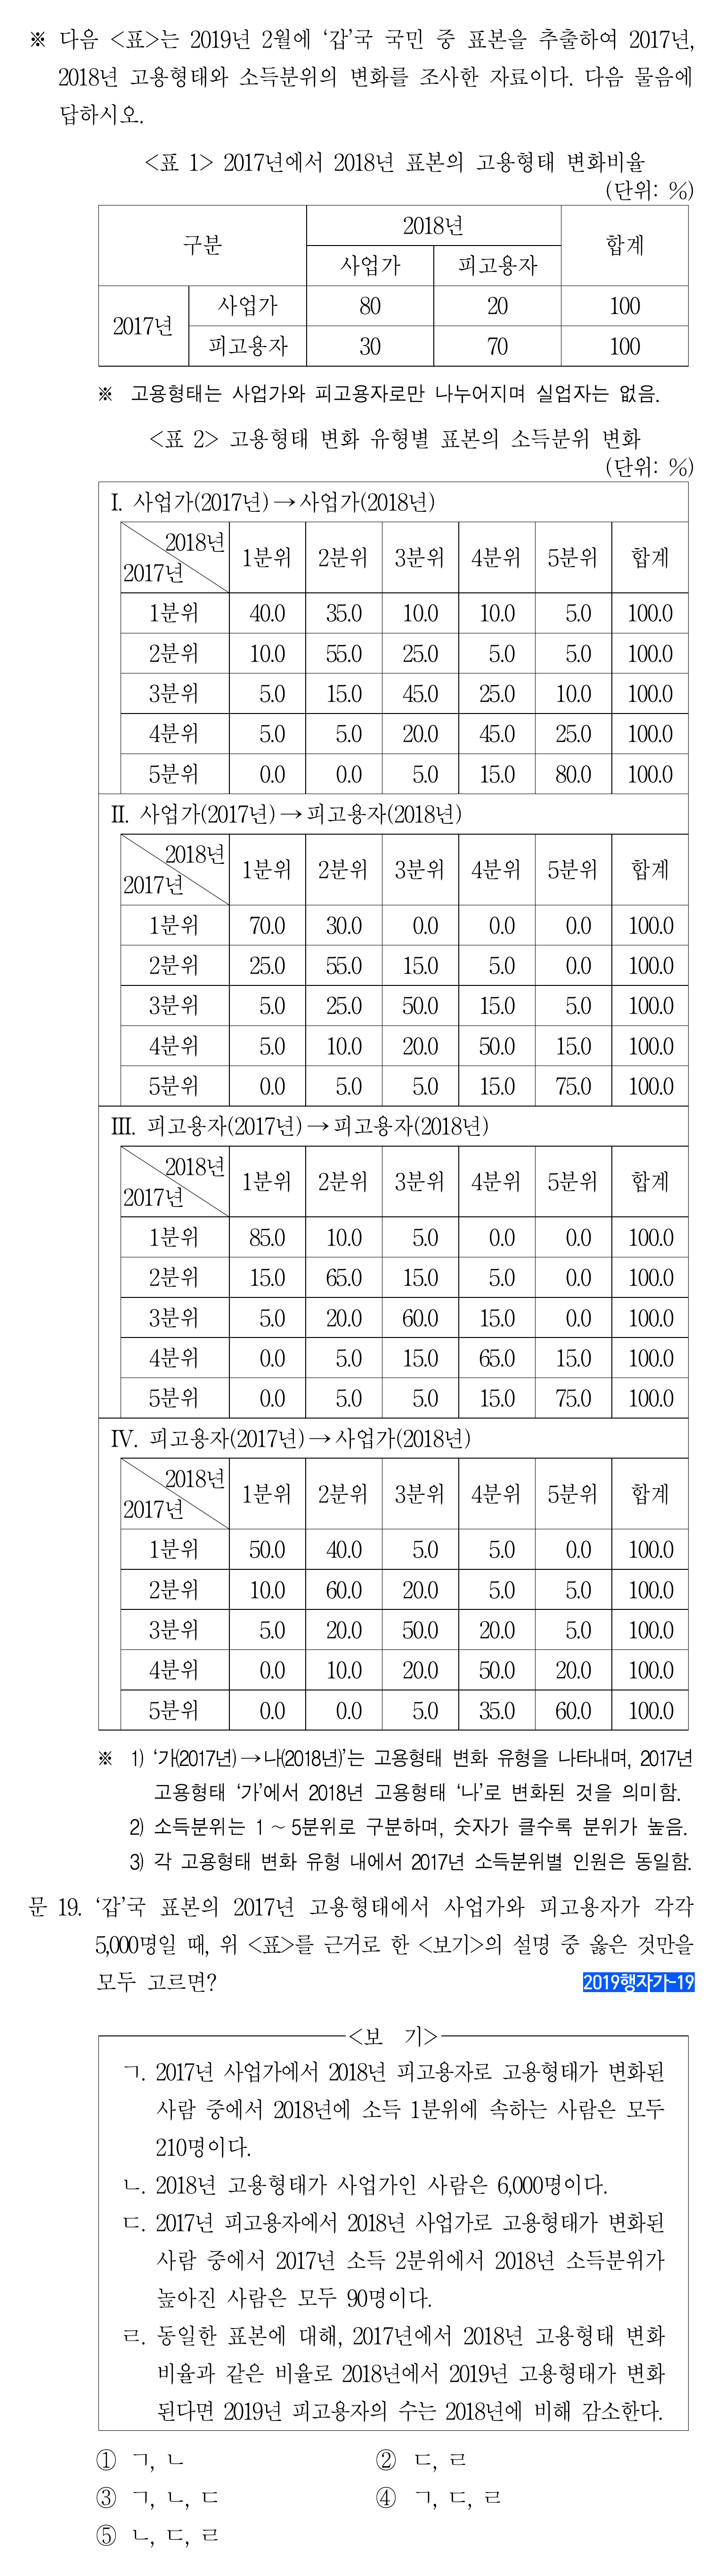 ※ 다음 <표>는 2019년 2월에 ‘갑’국 국민 중 표본을 추출하여 2017년,
2018년 고용형태와 소득분위의 변화를 조사한 자료이다. 다음 물음에
답하시오.
<표 1> 2017년에서 2018년 표본의 고용형태 변화비율
(단위: %)
구분 2018년 합계
사업가 피고용자
2017년 사업가 80 20 100
피고용자 30 70 100
※ 고용형태는 사업가와 피고용자로만 나누어지며 실업자는 없음.
<표 2> 고용형태 변화 유형별 표본의 소득분위 변화
(단위: %)
Ⅰ. 사업가(2017년)→사업가(2018년)
2018년 2017년 1분위 2분위 3분위 4분위 5분위 합계
1분위 40.0 35.0 10.0 10.0 5.0 100.0
2분위 10.0 55.0 25.0 5.0 5.0 100.0
3분위 5.0 15.0 45.0 25.0 10.0 100.0
4분위 5.0 5.0 20.0 45.0 25.0 100.0
5분위 0.0 0.0 5.0 15.0 80.0 100.0
Ⅱ. 사업가(2017년)→피고용자(2018년)
2018년 2017년 1분위 2분위 3분위 4분위 5분위 합계
1분위 70.0 30.0 0.0 0.0 0.0 100.0
2분위 25.0 55.0 15.0 5.0 0.0 100.0
3분위 5.0 25.0 50.0 15.0 5.0 100.0
4분위 5.0 10.0 20.0 50.0 15.0 100.0
5분위 0.0 5.0 5.0 15.0 75.0 100.0
Ⅲ. 피고용자(2017년)→피고용자(2018년)
2018년 2017년 1분위 2분위 3분위 4분위 5분위 합계
1분위 85.0 10.0 5.0 0.0 0.0 100.0
2분위 15.0 65.0 15.0 5.0 0.0 100.0
3분위 5.0 20.0 60.0 15.0 0.0 100.0
4분위 0.0 5.0 15.0 65.0 15.0 100.0
5분위 0.0 5.0 5.0 15.0 75.0 100.0
Ⅳ. 피고용자(2017년)→사업가(2018년)
2018년 2017년 1분위 2분위 3분위 4분위 5분위 합계
1분위 50.0 40.0 5.0 5.0 0.0 100.0
2분위 10.0 60.0 20.0 5.0 5.0 100.0
3분위 5.0 20.0 50.0 20.0 5.0 100.0
4분위 0.0 10.0 20.0 50.0 20.0 100.0
5분위 0.0 0.0 5.0 35.0 60.0 100.0
※ 1) ‘가(2017년)→나(2018년)’는 고용형태 변화 유형을 나타내며, 2017년
고용형태 ‘가’에서 2018년 고용형태 ‘나’로 변화된 것을 의미함.
2) 소득분위는 1 ~ 5분위로 구분하며, 숫자가 클수록 분위가 높음.
3) 각 고용형태 변화 유형 내에서 2017년 소득분위별 인원은 동일함.
문 19. ‘갑’국 표본의 2017년 고용형태에서 사업가와 피고용자가 각각
5,000명일 때, 위 <표>를 근거로 한 <보기>의 설명 중 옳은 것만을
모두 고르면? 2019행자가-19
<보 기>
ㄱ. 2017년 사업가에서 2018년 피고용자로 고용형태가 변화된
사람 중에서 2018년에 소득 1분위에 속하는 사람은 모두
210명이다.
ㄴ. 2018년 고용형태가 사업가인 사람은 6,000명이다.
ㄷ. 2017년 피고용자에서 2018년 사업가로 고용형태가 변화된
사람 중에서 2017년 소득 2분위에서 2018년 소득분위가
높아진 사람은 모두 90명이다.
ㄹ. 동일한 표본에 대해, 2017년에서 2018년 고용형태 변화
비율과 같은 비율로 2018년에서 2019년 고용형태가 변화
된다면 2019년 피고용자의 수는 2018년에 비해 감소한다.
① ㄱ, ㄴ ② ㄷ, ㄹ
③ ㄱ, ㄴ, ㄷ ④ ㄱ, ㄷ, ㄹ
⑤ ㄴ, ㄷ, ㄹ